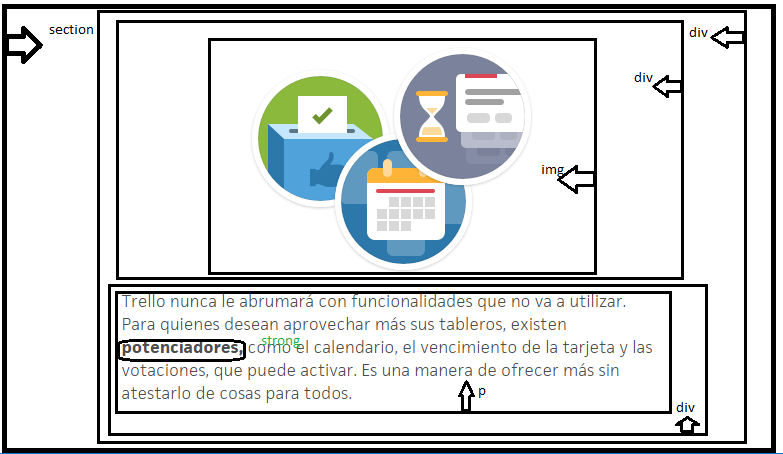 section
div
div
img
Trello nunca le abrumará con funcionalidades que no va a utilizar.
Para quienes desean aprovechar más sus tableros, existen
strong
potenciadores, como el calendario, el vencimiento de la tarjeta y las
votaciones, que puede activar. Es una manera de ofrecer más sin
atestarlo de cosas para todos.
p
div